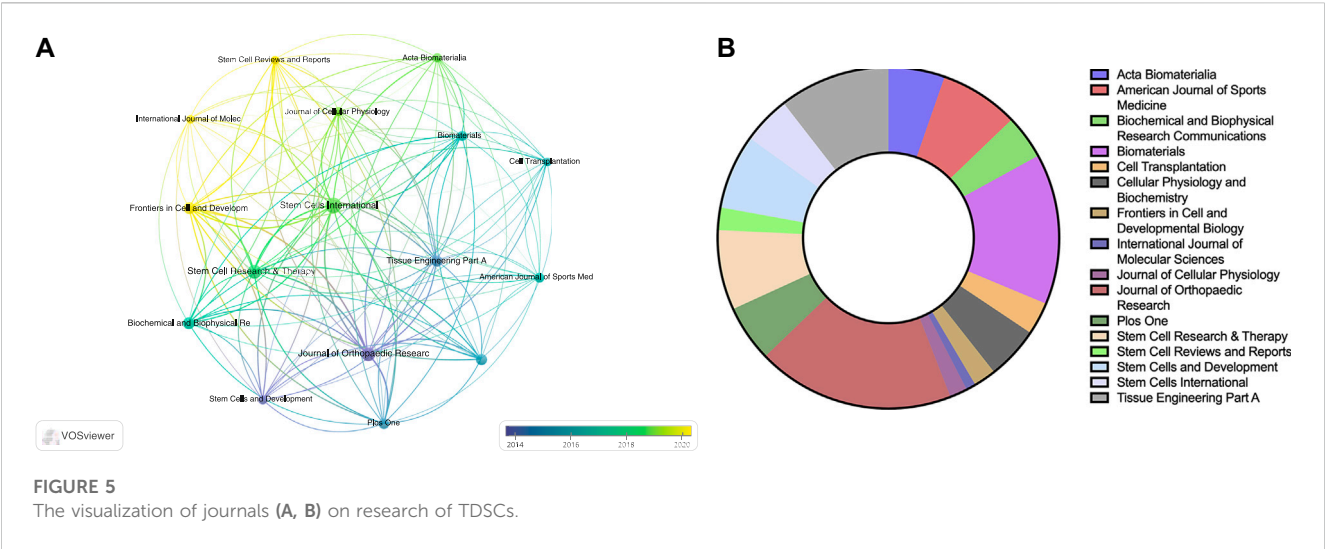 A
B
Stem Cell Reviews and Reports
Acta Biomaterialia
Journal of Cellular Physiology
International Journal of Molec
Biomaterials
Cell Transplantation
Frontiers in Cell and Developm
Stem Cells International
Tissue Engineering Part A
Stem Cell Research & Therapy
American Journal of Sports Med
Biochemical and Biophysical Re
Journal of Orthopaedic Researc
Stem Cells and Development
Plos One
VOSviewer
2014 2016 2018 2020
Acta Biomaterialia
American Journal of Sports
Medicine
Biochemical and Biophysical
Research Communications
Biomaterials
Cell Transplantation
Cellular Physiology and
Biochemistry
Frontiers in Cell and
Developmental Biology
International Journal of
Molecular Sciences
Journal of Cellular Physiology
Journal of Orthopaedic
Research
Plos One
Stem Cell Research & Therapy
Stem Cell Reviews and Reports
Stem Cells and Development
Stem Cells International
Tissue Engineering Part A
FIGURE 5
The visualization of journals (A, B) on research of TDSCs.